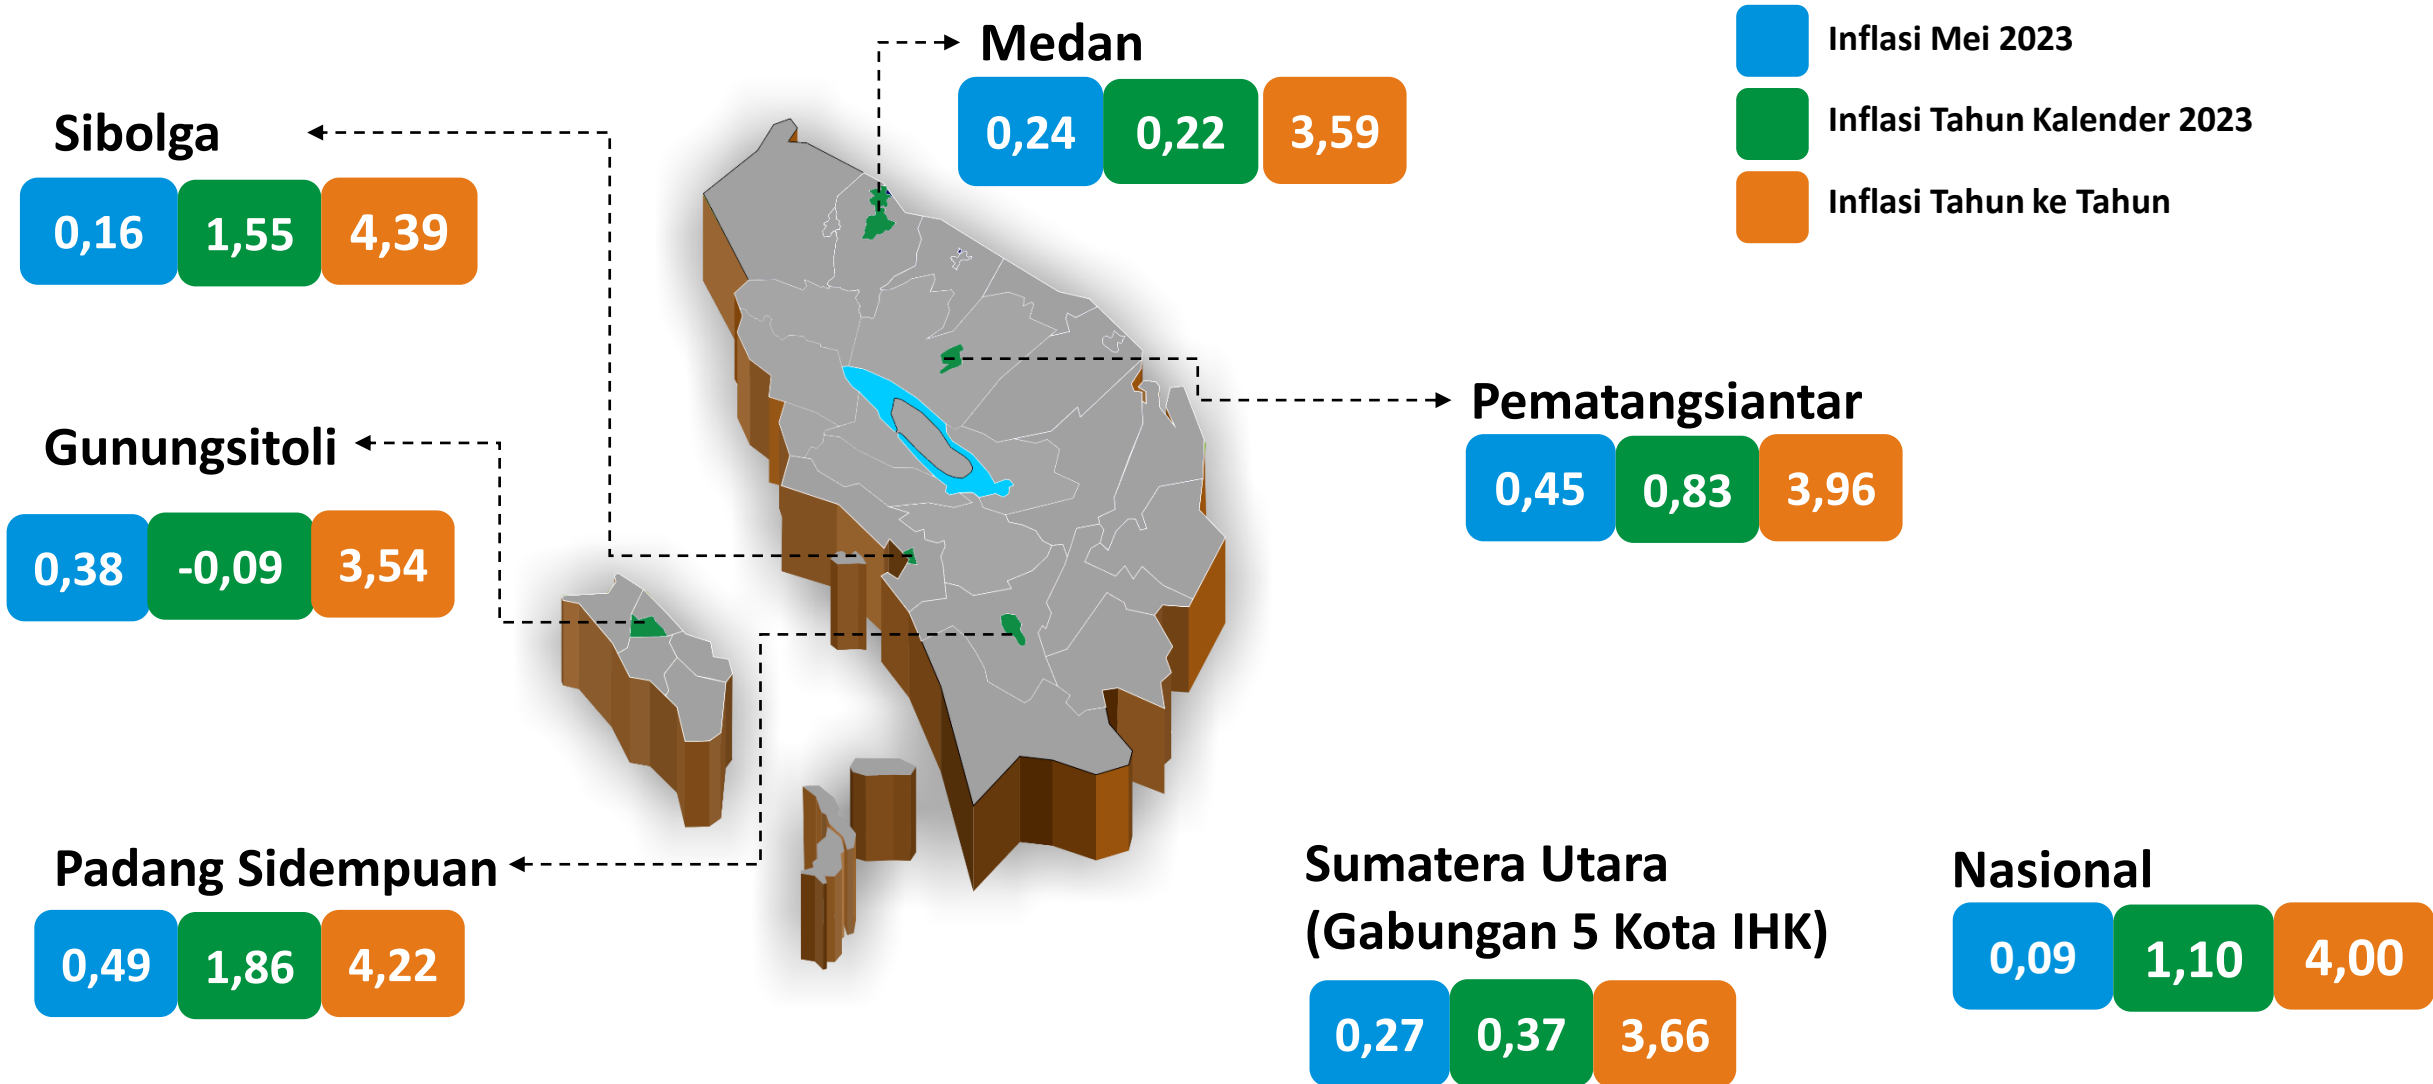 Medan
0,24 0,22 3,59
Inflasi Mei 2023
Inflasi Tahun Kalender 2023
Inflasi Tahun ke Tahun
Sibolga
0,16 1,55 4,39
Pematangsiantar
0,45 0,83 3,96
Gunungsitoli
0,38 -0,09 3,54
Padang Sidempuan
0,49 1,86 4,22
Sumatera Utara
(Gabungan 5 Kota IHK)
0,27 0,37 3,66
Nasional
0,09 1,10 4,00